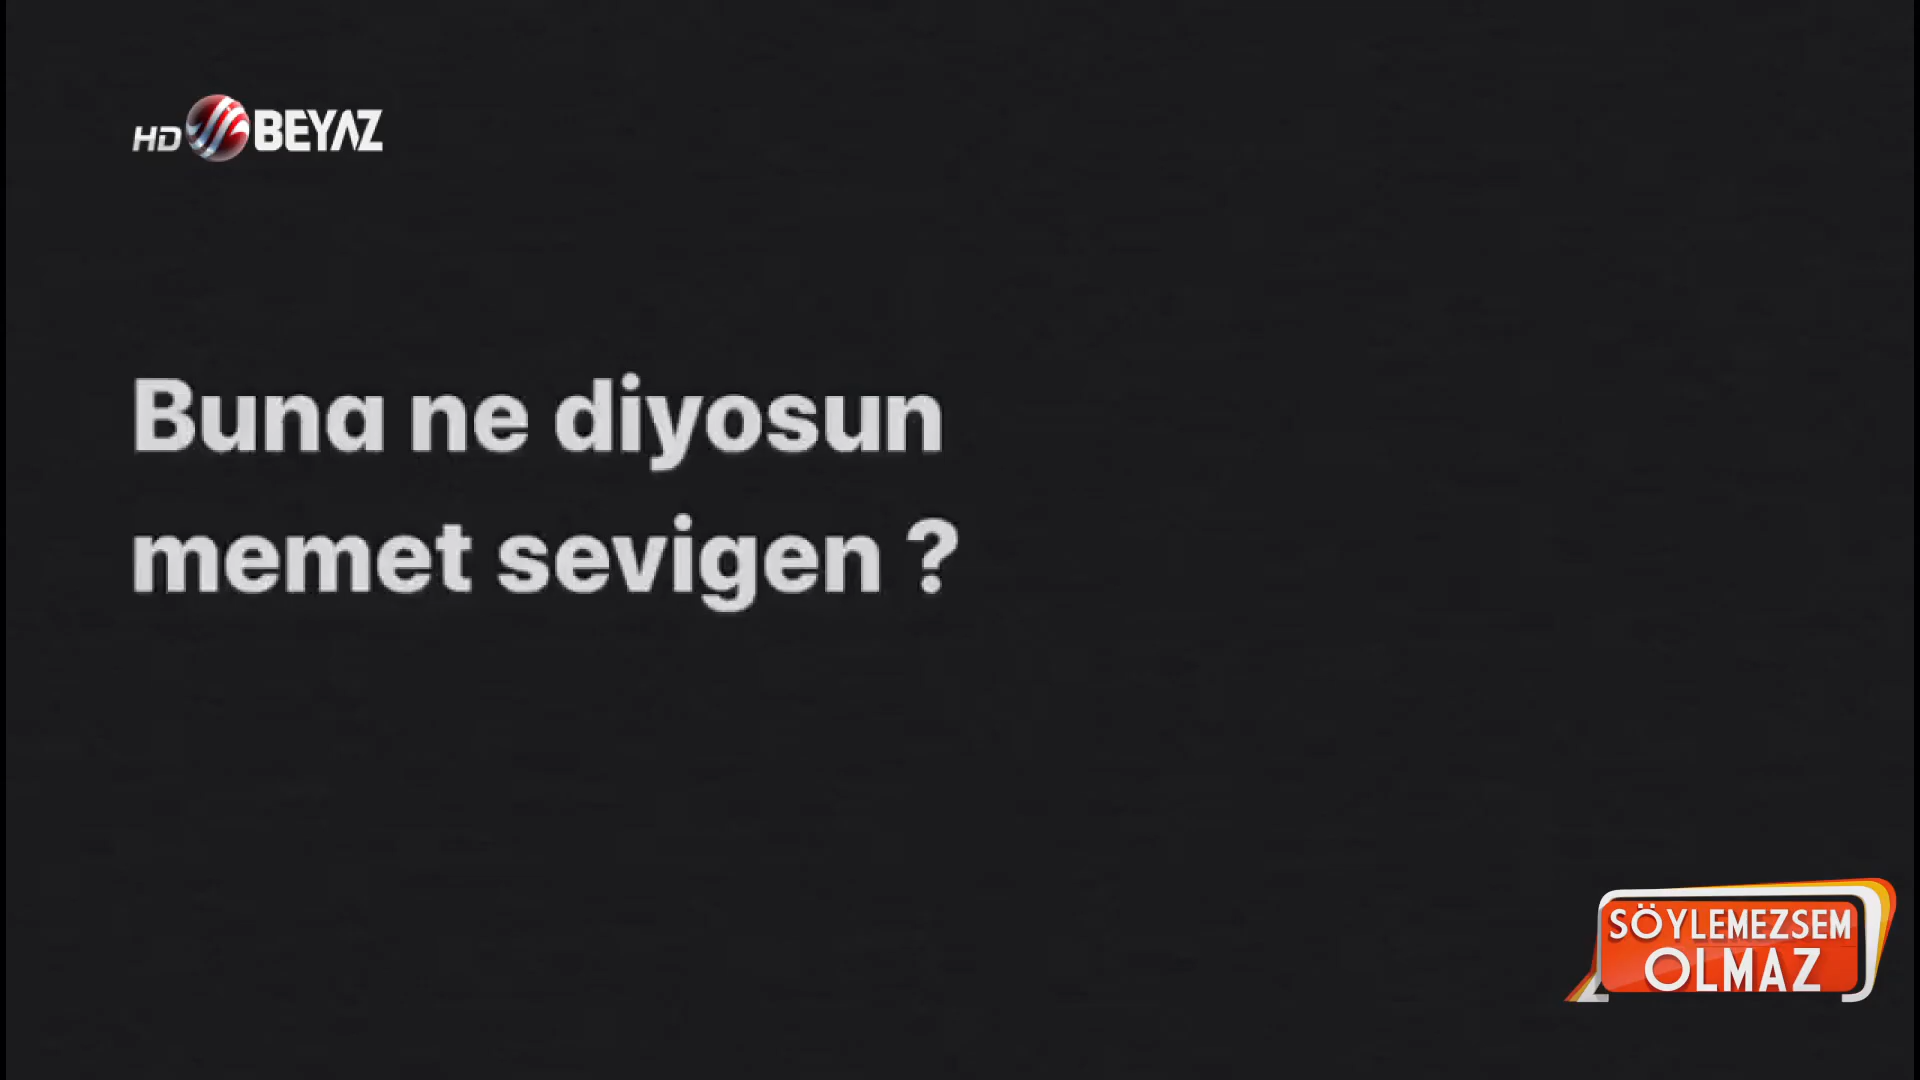 HD BEYAZ
Buna ne diyosun
memet sevigen ?
SÖYLEMEZSEM
OLMAZ